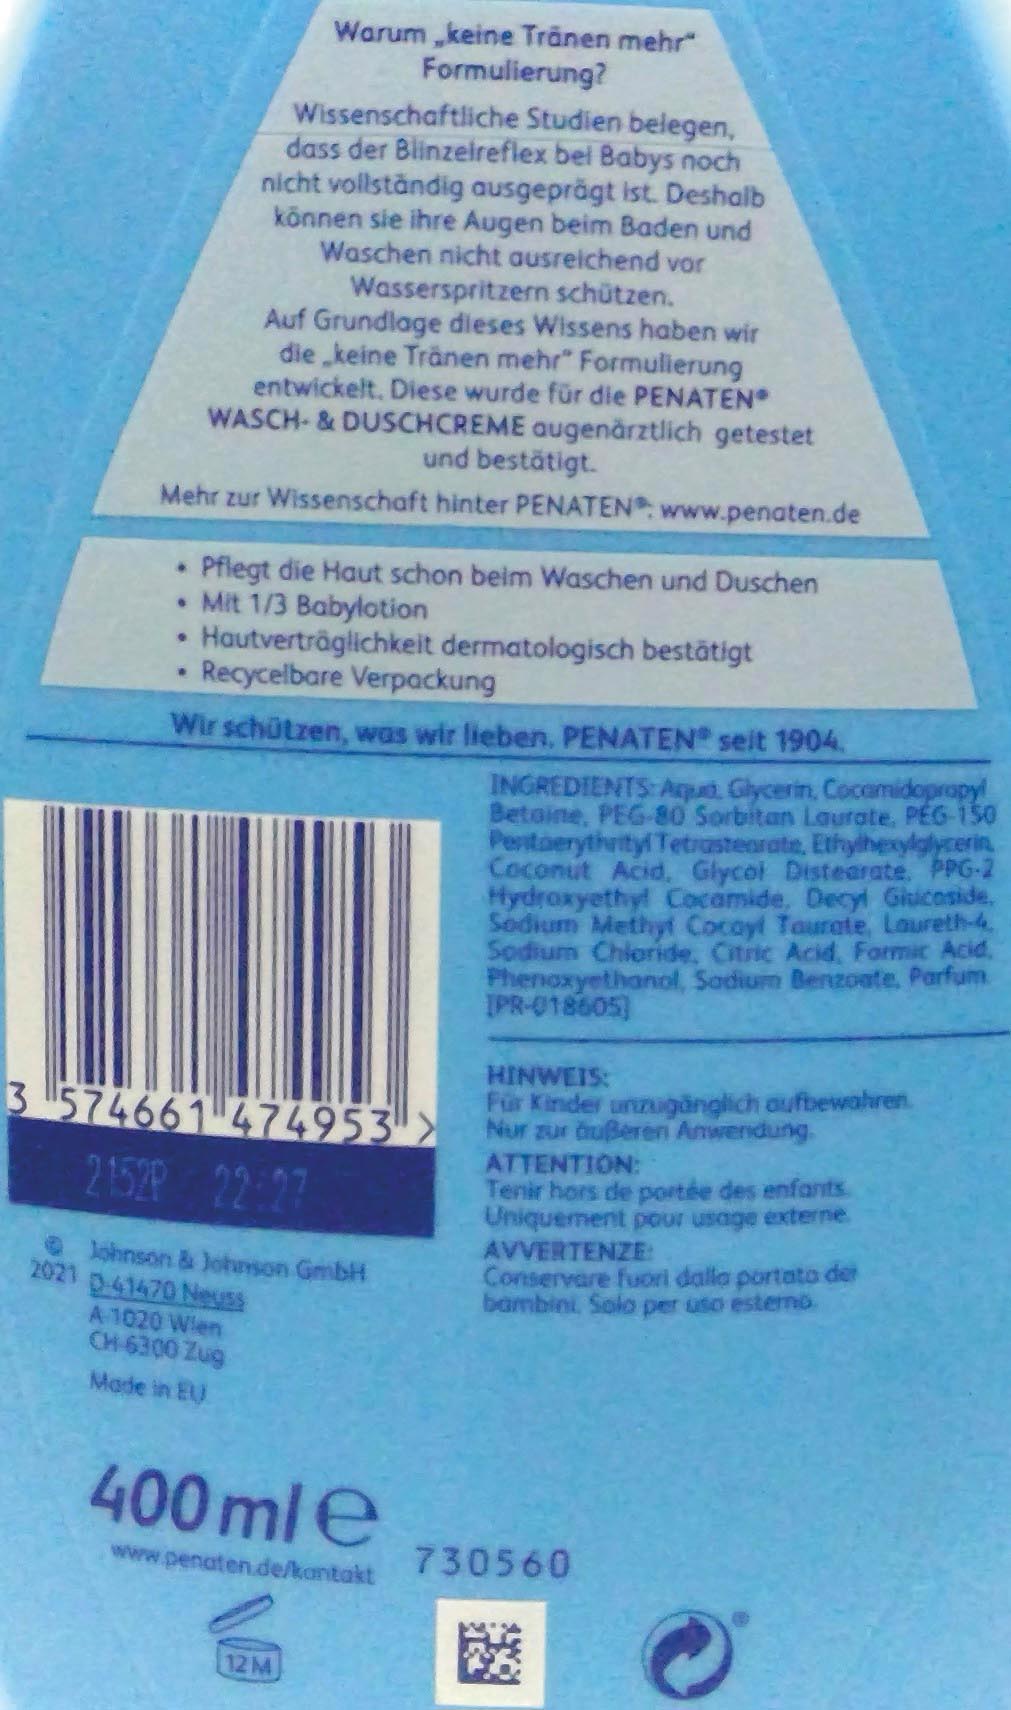 Warum „keine Tränen mehr“
Formulierung?
Wissenschaftliche Studien belegen,
dass der Blinzelreflex bei Babys noch
nicht vollständig ausgeprägt ist. Deshalb
können sie ihre Augen beim Baden und
Waschen nicht ausreichend vor
Wasserspritzern schützen.
Auf Grundlage dieses Wissens haben wir
die „keine Tränen mehr“ Formulierung
entwickelt. Diese wurde für die PENATEN®
WASCH- & DUSCHCREME augenärztlich getestet
und bestätigt.
Mehr zur Wissenschaft hinter PENATEN®: www.penaten.de
• Pflegt die Haut schon beim Waschen und Duschen
• Mit 1/3 Babylotion
• Hautverträglichkeit dermatologisch bestätigt
• Recycelbare Verpackung
Wir schützen, was wir lieben. PENATEN® seit 1904.
INGREDIENTS: Aqua, Glycerin, Cocamidopropyl
Betaine, PEG-80 Sorbitan Laurate, PEG-150
Pentaerythrityl Tetrastearate, Ethylhexylglycerin,
Coconut Acid, Glycol Distearate, PPG-2
Hydroxyethyl Cocamide, Decyl Glucoside,
Sodium Methyl Cocoyl Taurate, Laureth-4,
Sodium Chloride, Citric Acid, Formic Acid,
Phenoxyethanol, Sodium Benzoate, Parfum.
[PR-018605]
HINWEIS:
Für Kinder unzugänglich aufbewahren.
Nur zur äußeren Anwendung.
ATTENTION:
Tenir hors de portée des enfants.
Uniquement pour usage externe.
AVVERTENZE:
Conservare fuori dalla portata dei
bambini. Solo per uso esterno.
3 574661 474953 >
2152P 22:27
© Johnson & Johnson GmbH
2021 D-41470 Neuss
A-1020 Wien
CH-6300 Zug
Made in EU
400 ml e
www.penaten.de/kontakt
730560
12 M
®